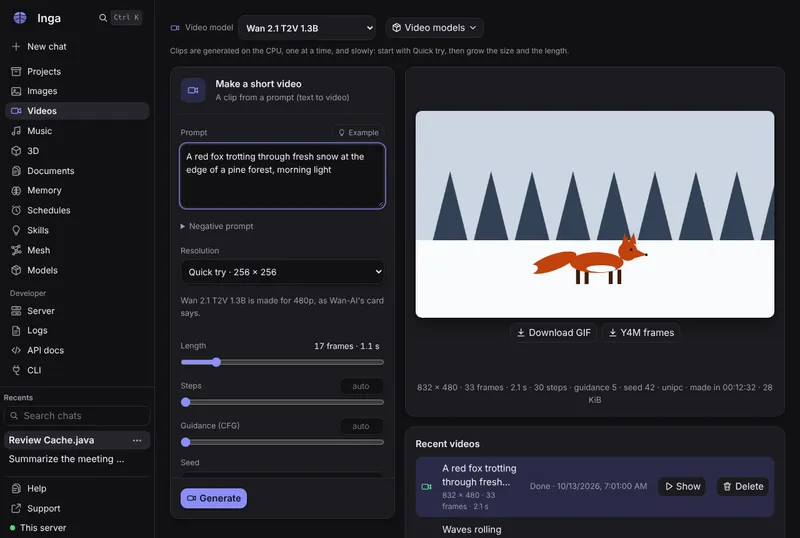 Inga
Ctrl K
New chat
Projects
Images
Videos
Music
3D
Documents
Memory
Schedules
Skills
Mesh
Models
Developer
Server
Logs
API docs
CLI
Recents
Search chats
Review Cache.java ...
Summarize the meeting ...
Help
Support
This server
Video model
Wan 2.1 T2V 1.3B
Video models
Clips are generated on the CPU, one at a time, and slowly: start with Quick try, then grow the size and the length.
Make a short video
A clip from a prompt (text to video)
Prompt
Example
A red fox trotting through fresh snow at the
edge of a pine forest, morning light
Negative prompt
Resolution
Quick try · 256 × 256
Wan 2.1 T2V 1.3B is made for 480p, as Wan-AI's card
says.
Length
17 frames · 1.1 s
Steps
auto
Guidance (CFG)
auto
Seed
Generate
Download GIF
Y4M frames
832 × 480 · 33 frames · 2.1 s · 30 steps · guidance 5 · seed 42 · unipc · made in 00:12:32 · 28
KiB
Recent videos
A red fox trotting
through fresh...
832 × 480 · 33
frames · 2.1 s
Done · 10/13/2026, 7:01:00 AM
Show
Delete
Waves rolling